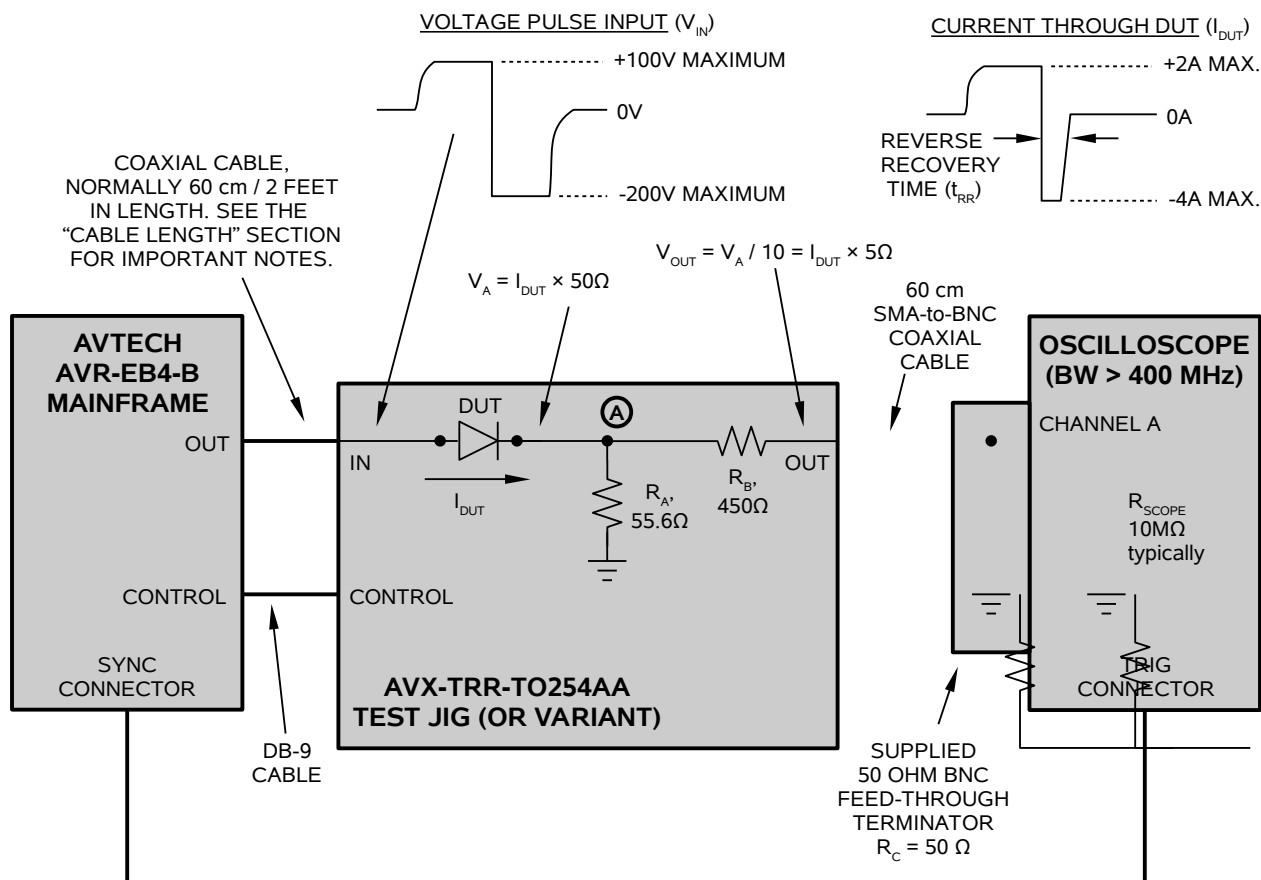 VOLTAGE PULSE INPUT (V_IN)
+100V MAXIMUM
0V
-200V MAXIMUM
CURRENT THROUGH DUT (I_DUT)
+2A MAX.
0A
-4A MAX.
REVERSE
RECOVERY
TIME (t_RR)
COAXIAL CABLE,
NORMALLY 60 cm / 2 FEET
IN LENGTH. SEE THE
“CABLE LENGTH” SECTION
FOR IMPORTANT NOTES.
V_A = I_DUT × 50Ω
V_OUT = V_A / 10 = I_DUT × 5Ω
60 cm
SMA-to-BNC
COAXIAL
CABLE
AVTECH
AVR-EB4-B
MAINFRAME
OUT
CONTROL
SYNC
CONNECTOR
DB-9
CABLE
IN
DUT
I_DUT
A
R_A,
55.6Ω
R_B,
450Ω
OUT
CONTROL
AVX-TRR-TO254AA
TEST JIG (OR VARIANT)
OSCILLOSCOPE
(BW > 400 MHz)
CHANNEL A
R_SCOPE
10MΩ
typically
TRIG
CONNECTOR
SUPPLIED
50 OHM BNC
FEED-THROUGH
TERMINATOR
R_C = 50 Ω